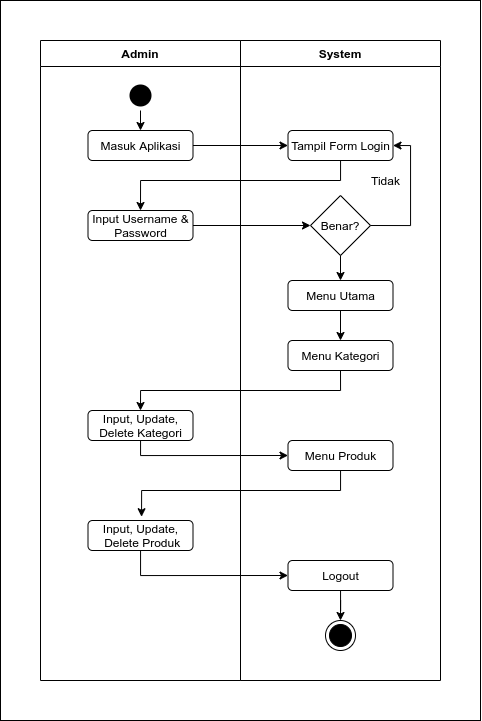 Admin
System
Masuk Aplikasi
Tampil Form Login
Tidak
Input Username &
Password
Benar?
Menu Utama
Menu Kategori
Input, Update,
Delete Kategori
Menu Produk
Input, Update,
Delete Produk
Logout